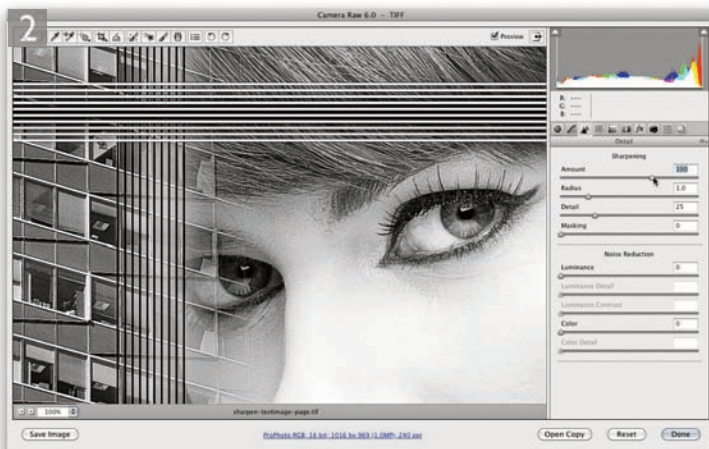 2
Camera Raw 6.0 - TIFF
Preview
R: ---
G: ---
B: ---
Detail
Sharpening
Amount 100
Radius 1.0
Detail 25
Masking 0
Noise Reduction
Luminance 0
Luminance Detail
Luminance Contrast
Color 0
Color Detail
100% sharpen-testimage-page.tif
Save Image ProPhoto RGB; 16 bit; 1016 by 969 (1.0MP); 240 ppi Open Copy Reset Done